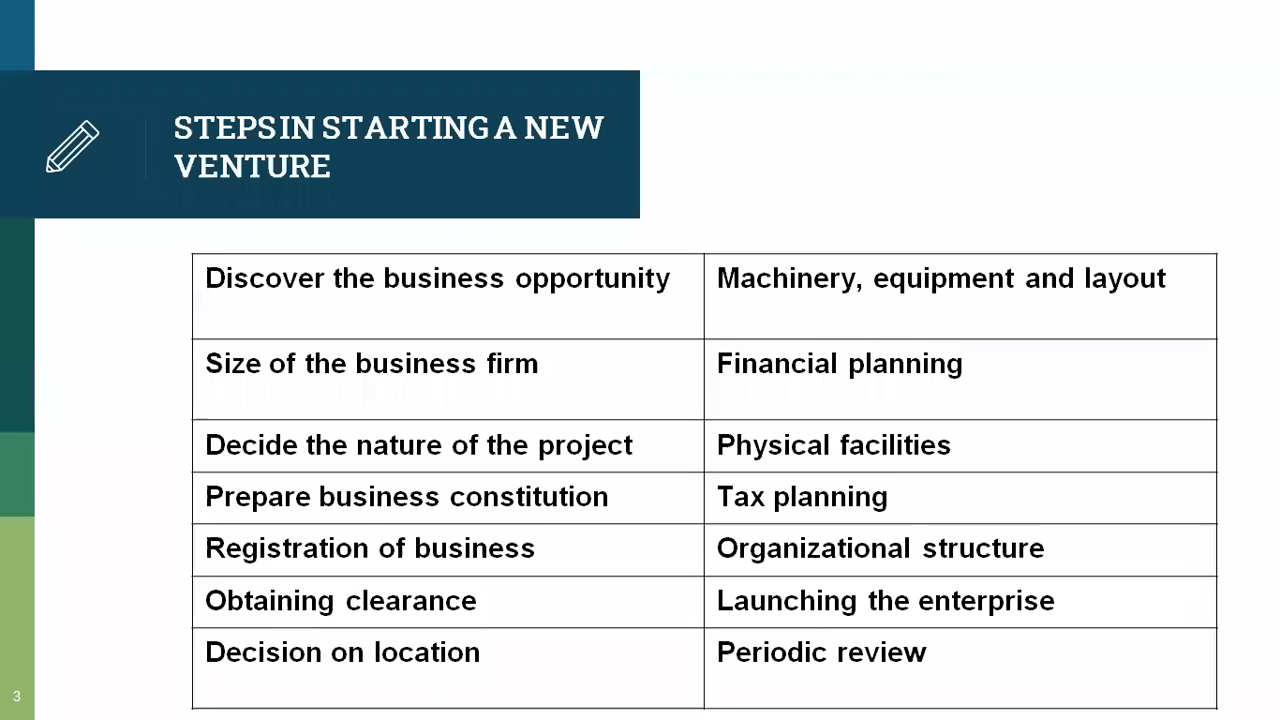 STEPS IN STARTING A NEW
VENTURE
Discover the business opportunity
Machinery, equipment and layout
Size of the business firm
Financial planning
Decide the nature of the project
Physical facilities
Prepare business constitution
Tax planning
Registration of business
Organizational structure
Obtaining clearance
Launching the enterprise
Decision on location
Periodic review
3